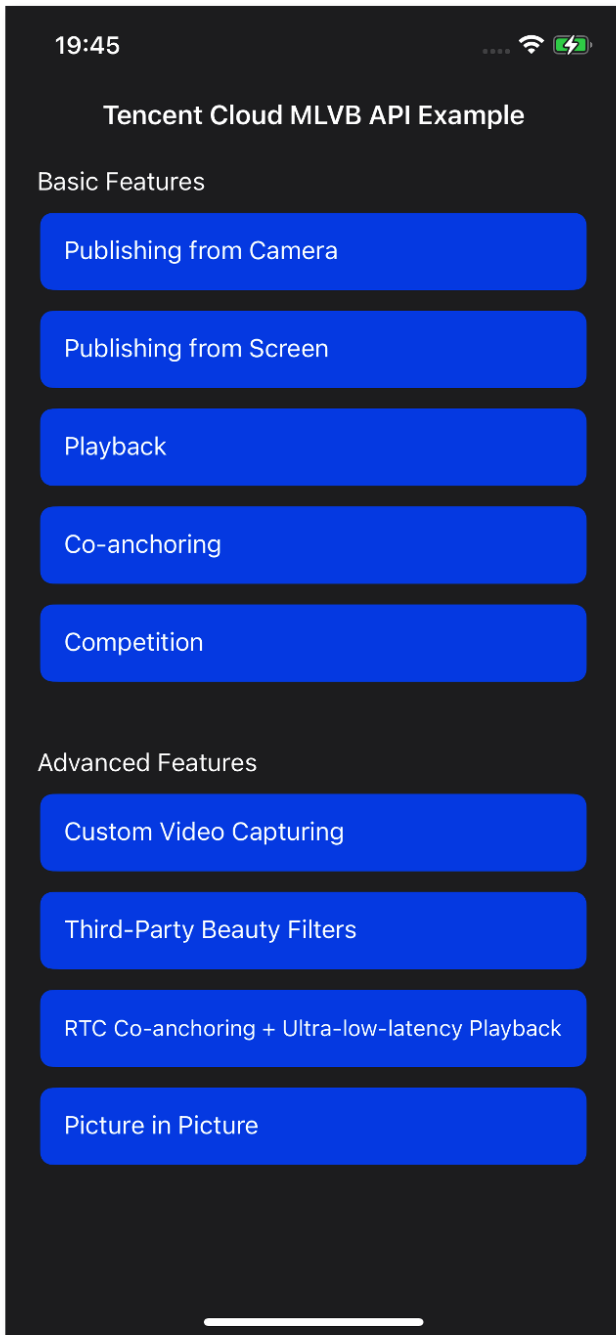 19:45
Tencent Cloud MLVB API Example
Basic Features
Publishing from Camera
Publishing from Screen
Playback
Co-anchoring
Competition
Advanced Features
Custom Video Capturing
Third-Party Beauty Filters
RTC Co-anchoring + Ultra-low-latency Playback
Picture in Picture